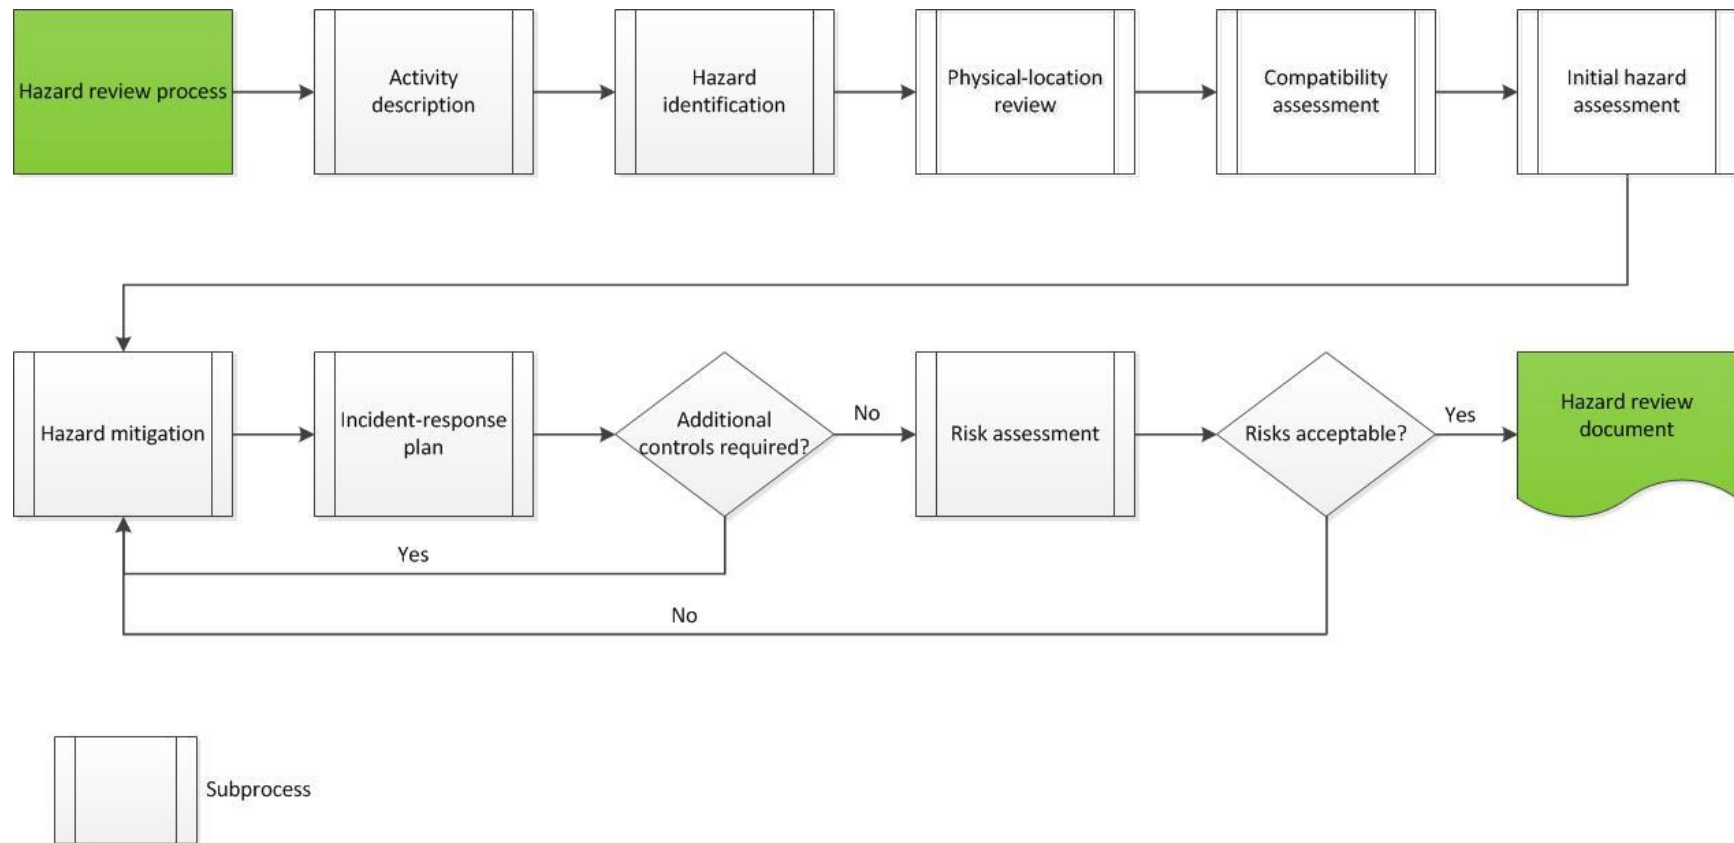 Hazard review process
Activity
description
Hazard
identification
Physical-location
review
Compatibility
assessment
Initial hazard
assessment
Hazard mitigation
Incident-response
plan
Additional
controls required?
No
Risk assessment
Risks acceptable?
Yes
Hazard review
document
Yes
No
Subprocess